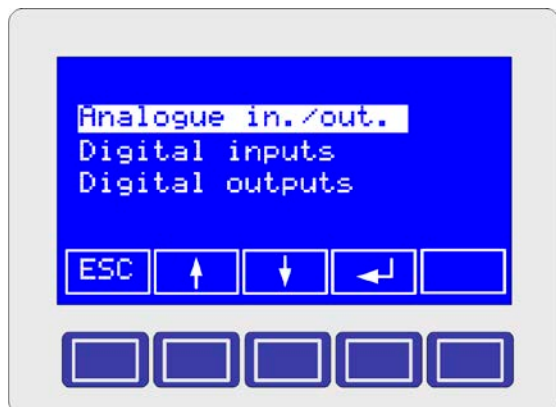 Analogue in./out.
Digital inputs
Digital outputs
ESC